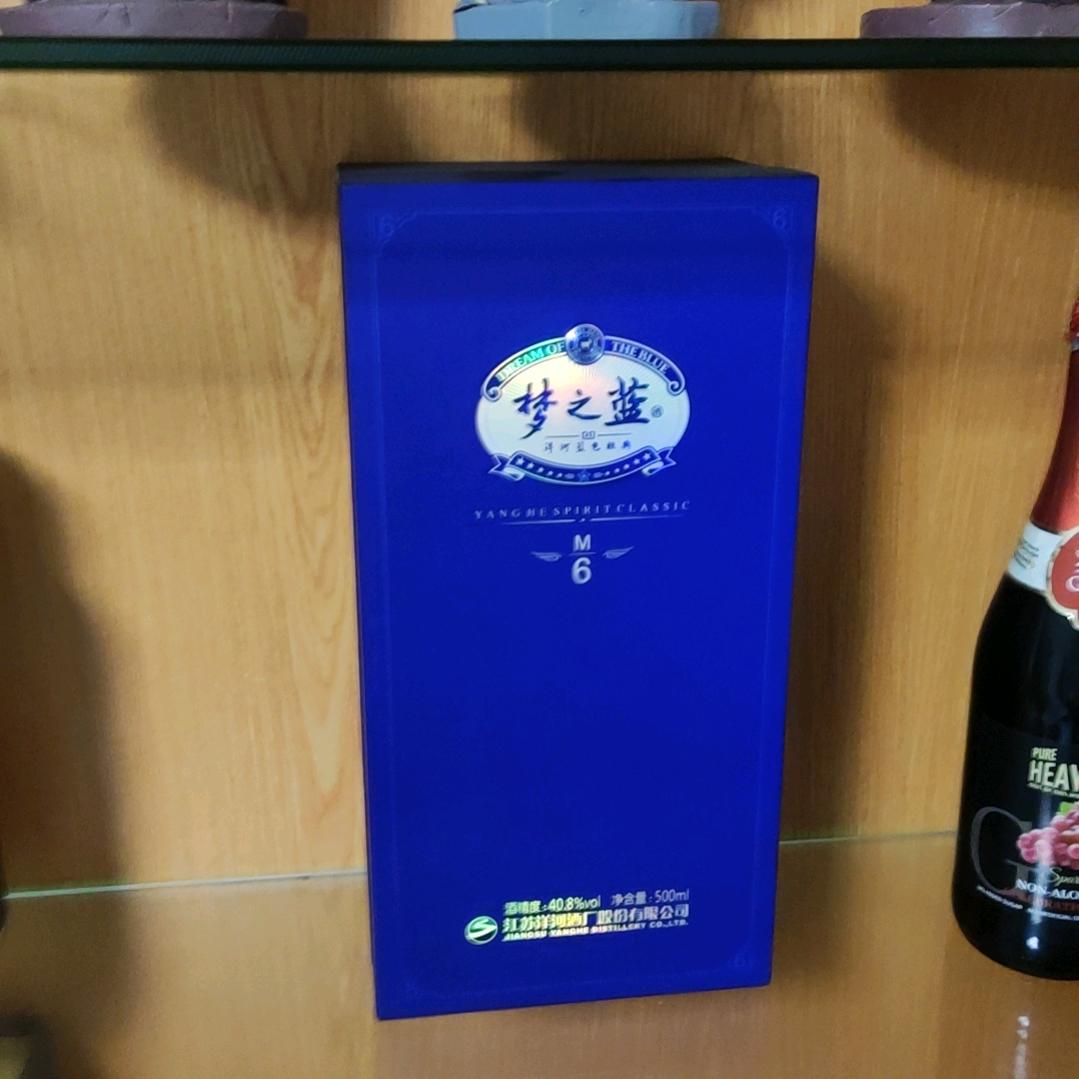 DREAM OF THE BLUE
梦之蓝
洋河蓝色经典
YANGHE SPIRIT CLASSIC
M
6
酒精度:40.8%vol 净含量:500ml
江苏洋河酒厂股份有限公司
JIANGSU YANGHE DISTILLERY CO.,LTD.
PURE
HEAV
NON-ALCO